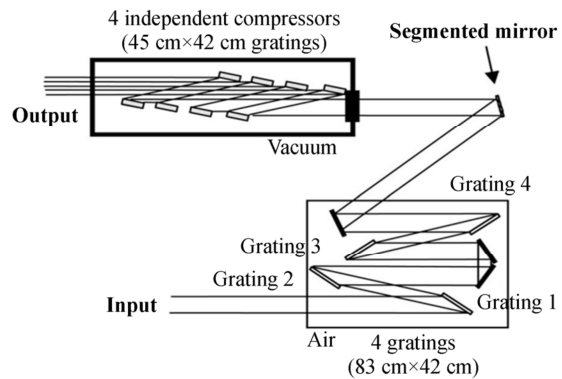 4 independent compressors
(45 cm×42 cm gratings)
Segmented mirror
Output
Vacuum
Grating 4
Grating 3
Grating 2
Input
Grating 1
Air
4 gratings
(83 cm×42 cm)